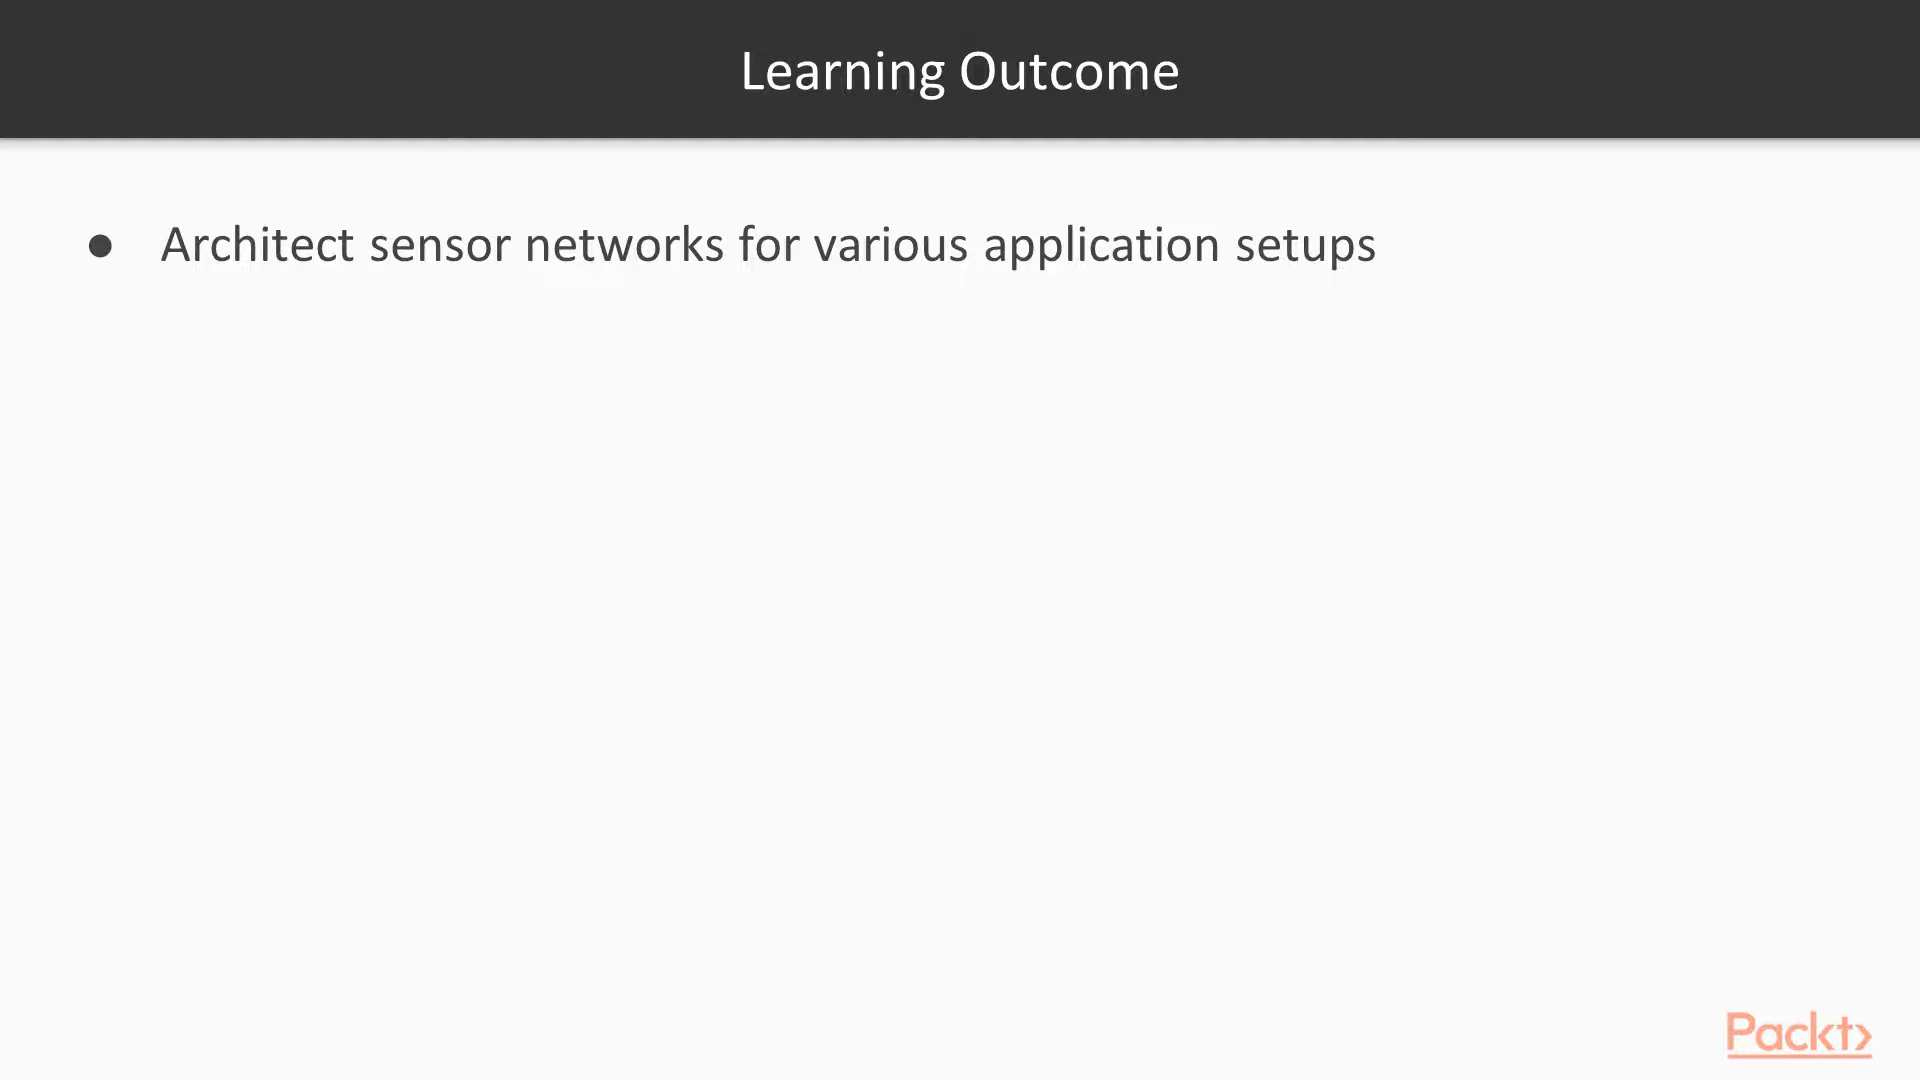 Learning Outcome
● Architect sensor networks for various application setups
Packt>